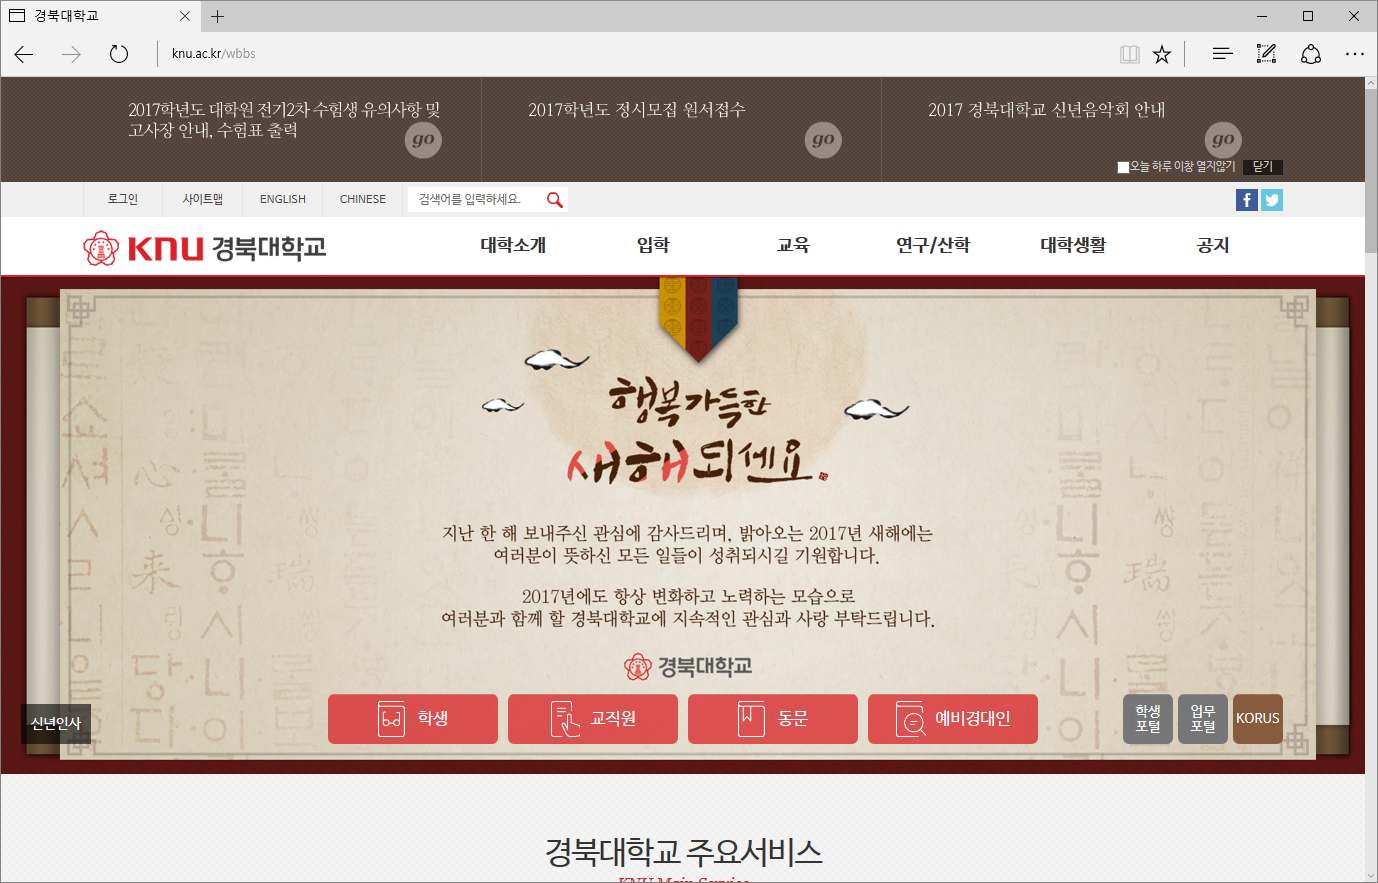 경북대학교
knu.ac.kr/wbbs
2017학년도 대학원 전기2차 수험생 유의사항 및
고사장 안내, 수험표 출력
go
2017학년도 정시모집 원서접수
go
2017 경북대학교 신년음악회 안내
go
오늘 하루 이창 열지않기 닫기
로그인 사이트맵 ENGLISH CHINESE 검색어를 입력하세요.
KNU 경북대학교 대학소개 입학 교육 연구/산학 대학생활 공지
행복가득한
새해되세요
지난 한 해 보내주신 관심에 감사드리며, 밝아오는 2017년 새해에는
여러분이 뜻하신 모든 일들이 성취되시길 기원합니다.
2017년에도 항상 변화하고 노력하는 모습으로
여러분과 함께 할 경북대학교에 지속적인 관심과 사랑 부탁드립니다.
경북대학교
신년인사
학생 교직원 동문 예비경대인
학생
포털
업무
포털
KORUS
경북대학교 주요서비스
KNU Main Service